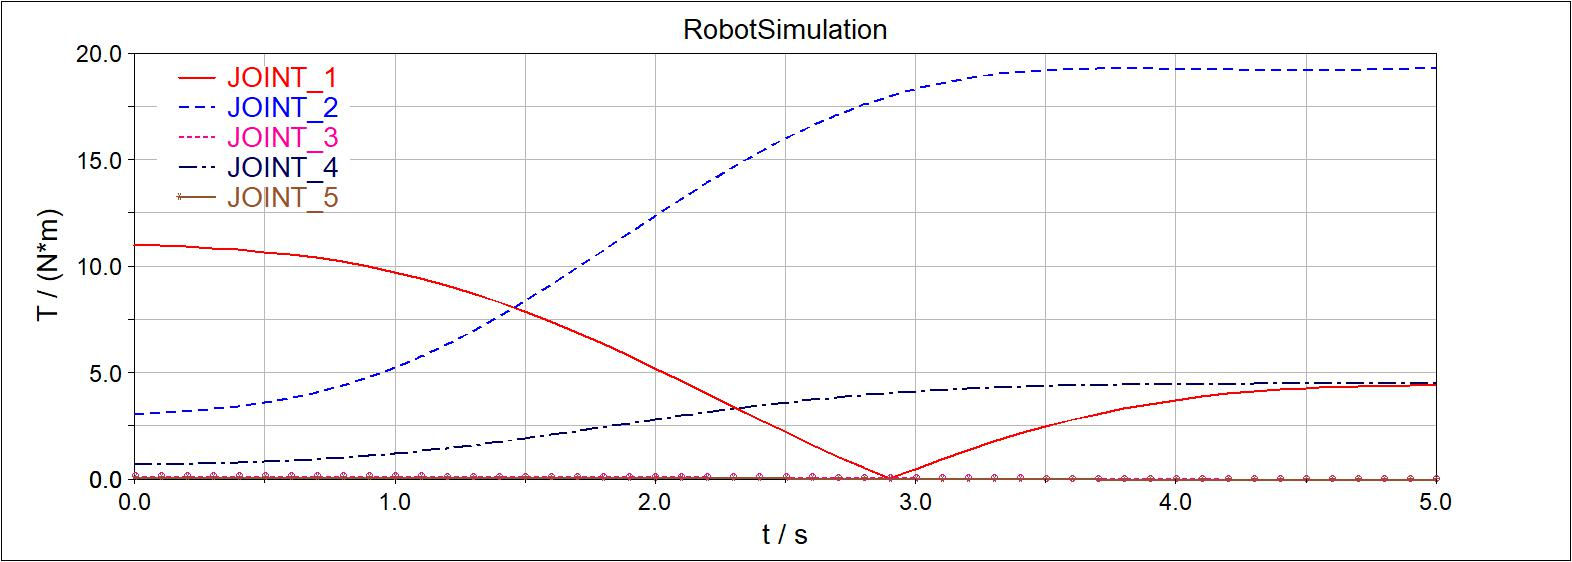 RobotSimulation
20.0
15.0
10.0
5.0
0.0
T / (N*m)
JOINT_1
JOINT_2
JOINT_3
JOINT_4
JOINT_5
0.0 1.0 2.0 3.0 4.0 5.0
t / s